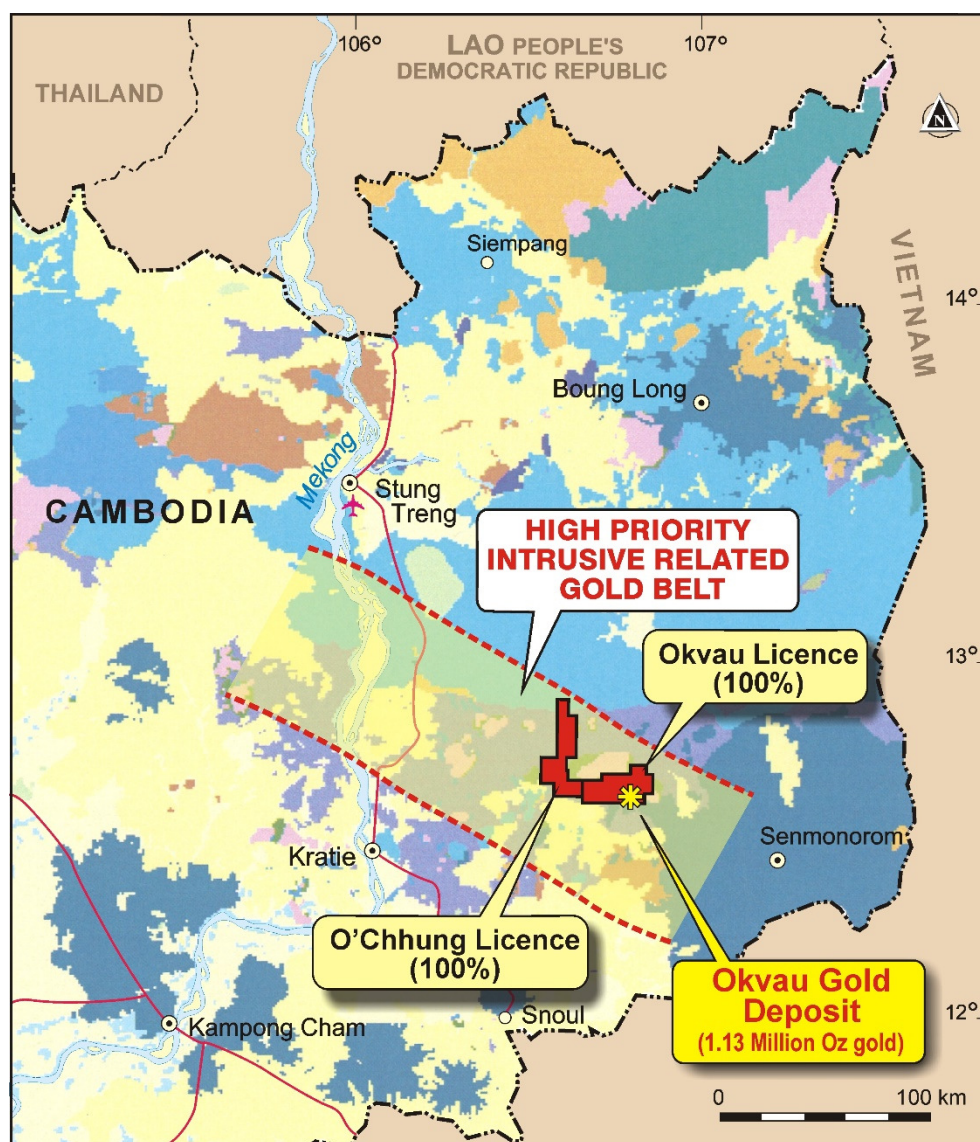 106°
107°
LAO PEOPLE'S
DEMOCRATIC REPUBLIC
THAILAND
N
Siempang
VIETNAM
14°
Boung Long
Mekong
Stung
Treng
CAMBODIA
HIGH PRIORITY
INTRUSIVE RELATED
GOLD BELT
13°
Okvau Licence
(100%)
Senmonorom
Kratie
O'Chhung Licence
(100%)
Okvau Gold
Deposit
(1.13 Million Oz gold)
Snoul
12°
Kampong Cham
0
100 km